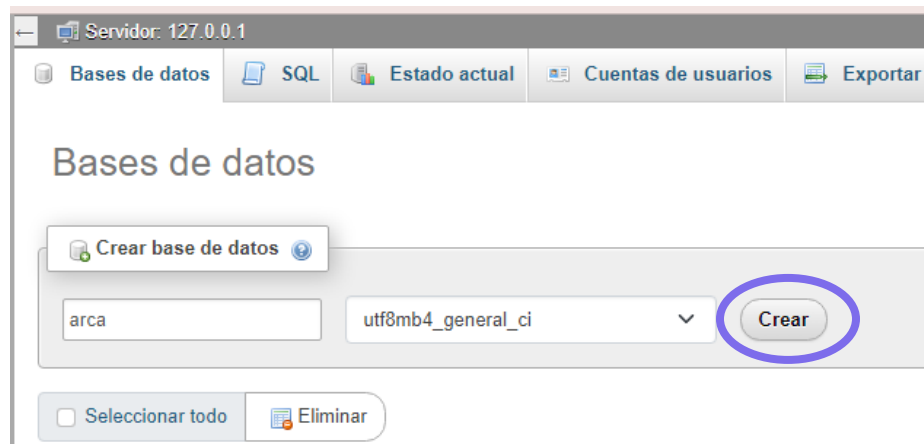 Servidor: 127.0.0.1
Bases de datos SQL Estado actual Cuentas de usuarios Exportar
Bases de datos
Crear base de datos
arca utf8mb4_general_ci Crear
Seleccionar todo Eliminar